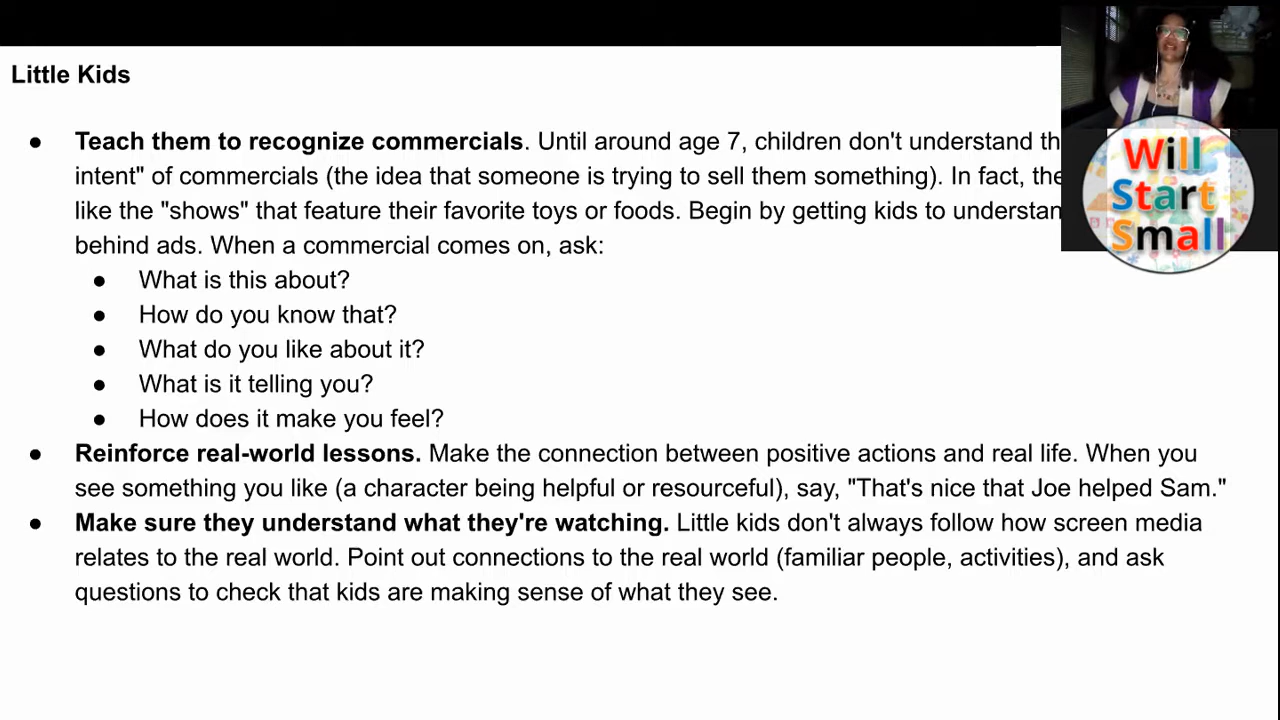 Little Kids
● Teach them to recognize commercials. Until around age 7, children don't understand th
intent" of commercials (the idea that someone is trying to sell them something). In fact, the
like the "shows" that feature their favorite toys or foods. Begin by getting kids to understan
behind ads. When a commercial comes on, ask:
● What is this about?
● How do you know that?
● What do you like about it?
● What is it telling you?
● How does it make you feel?
● Reinforce real-world lessons. Make the connection between positive actions and real life. When you
see something you like (a character being helpful or resourceful), say, "That's nice that Joe helped Sam."
● Make sure they understand what they're watching. Little kids don't always follow how screen media
relates to the real world. Point out connections to the real world (familiar people, activities), and ask
questions to check that kids are making sense of what they see.
Will
Start
Small